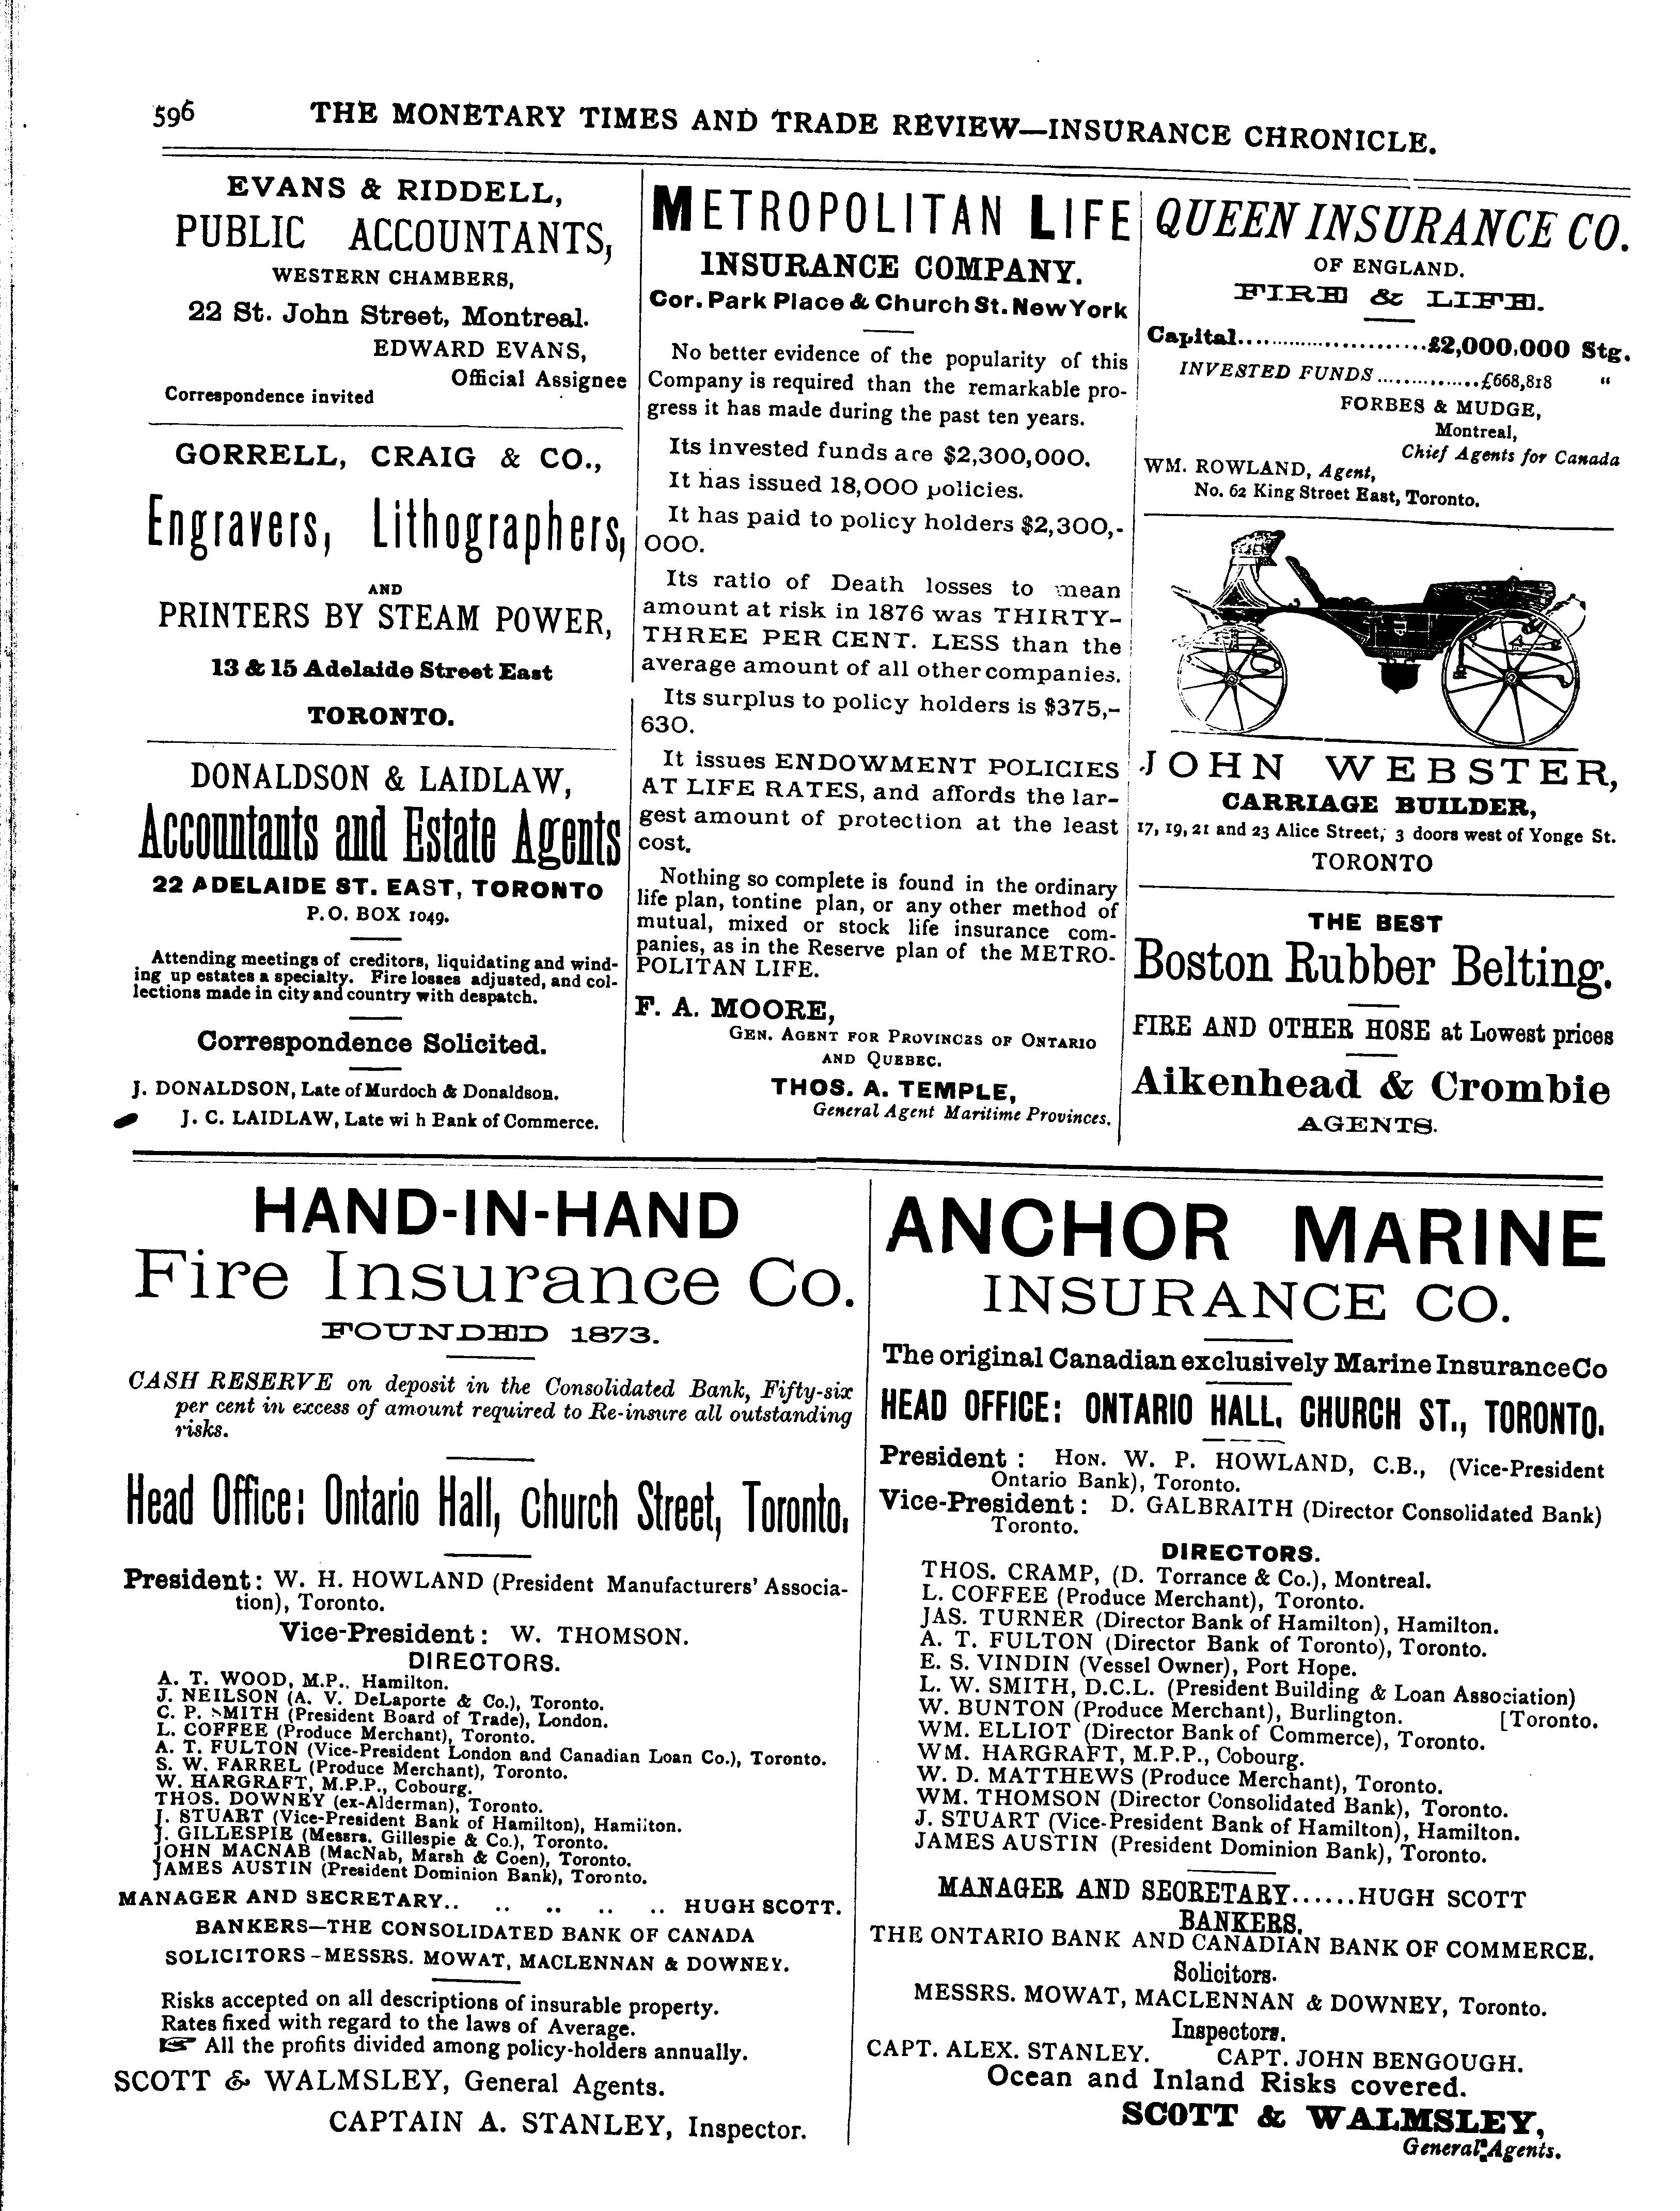 596 THE MONETARY TIMES AND TRADE REVIEW—INSURANCE CHRONICLE.
EVANS & RIDDELL,
PUBLIC ACCOUNTANTS,
WESTERN CHAMBERS,
22 St. John Street, Montreal.
EDWARD EVANS,
Official Assignee
Correspondence invited
GORRELL, CRAIG & CO.,
Engravers, Lithographers,
AND
PRINTERS BY STEAM POWER,
13 & 15 Adelaide Street East
TORONTO.
DONALDSON & LAIDLAW,
Accountants and Estate Agents
22 ADELAIDE ST. EAST, TORONTO
P.O. BOX 1049.
Attending meetings of creditors, liquidating and wind-
ing up estates a specialty. Fire losses adjusted, and col-
lections made in city and country with despatch.
Correspondence Solicited.
J. DONALDSON, Late of Murdoch & Donaldson.
J. C. LAIDLAW, Late wi h Bank of Commerce.
METROPOLITAN LIFE
INSURANCE COMPANY.
Cor. Park Place & Church St. New York
No better evidence of the popularity of this
Company is required than the remarkable pro-
gress it has made during the past ten years.
Its invested funds are $2,300,000.
It has issued 18,000 policies.
It has paid to policy holders $2,300,-
000.
Its ratio of Death losses to mean
amount at risk in 1876 was THIRTY-
THREE PER CENT. LESS than the
average amount of all other companies.
Its surplus to policy holders is $375,-
630.
It issues ENDOWMENT POLICIES
AT LIFE RATES, and affords the lar-
gest amount of protection at the least
cost.
Nothing so complete is found in the ordinary
life plan, tontine plan, or any other method of
mutual, mixed or stock life insurance com-
panies, as in the Reserve plan of the METRO-
POLITAN LIFE.
F. A. MOORE,
GEN. AGENT FOR PROVINCES OF ONTARIO
AND QUEBEC.
THOS. A. TEMPLE,
General Agent Maritime Provinces.
QUEEN INSURANCE CO.
OF ENGLAND.
FIRE & LIFE.
Capital..........................£2,000,000 Stg.
INVESTED FUNDS...............£668,818 "
FORBES & MUDGE,
Montreal,
Chief Agents for Canada
WM. ROWLAND, Agent,
No. 62 King Street East, Toronto.
JOHN WEBSTER,
CARRIAGE BUILDER,
17, 19, 21 and 23 Alice Street, 3 doors west of Yonge St.
TORONTO
THE BEST
Boston Rubber Belting.
FIRE AND OTHER HOSE at Lowest prices
Aikenhead & Crombie
AGENTS.
HAND-IN-HAND
Fire Insurance Co.
FOUNDED 1873.
CASH RESERVE on deposit in the Consolidated Bank, Fifty-six
per cent in excess of amount required to Re-insure all outstanding
risks.
Head Office: Ontario Hall, Church Street, Toronto.
President: W. H. HOWLAND (President Manufacturers' Associa-
tion), Toronto.
Vice-President: W. THOMSON.
DIRECTORS.
A. T. WOOD, M.P., Hamilton.
J. NEILSON (A. V. DeLaporte & Co.), Toronto.
C. P. SMITH (President Board of Trade), London.
L. COFFEE (Produce Merchant), Toronto.
A. T. FULTON (Vice-President London and Canadian Loan Co.), Toronto.
S. W. FARREL (Produce Merchant), Toronto.
W. HARGRAFT, M.P.P., Cobourg.
THOS. DOWNEY (ex-Alderman), Toronto.
J. STUART (Vice-President Bank of Hamilton), Hamilton.
J. GILLESPIE (Messrs. Gillespie & Co.), Toronto.
JOHN MACNAB (MacNab, Marsh & Coen), Toronto.
JAMES AUSTIN (President Dominion Bank), Toronto.
MANAGER AND SECRETARY.. .. .. .. .. HUGH SCOTT.
BANKERS—THE CONSOLIDATED BANK OF CANADA
SOLICITORS-MESSRS. MOWAT, MACLENNAN & DOWNEY.
Risks accepted on all descriptions of insurable property.
Rates fixed with regard to the laws of Average.
☞ All the profits divided among policy-holders annually.
SCOTT & WALMSLEY, General Agents.
CAPTAIN A. STANLEY, Inspector.
ANCHOR MARINE
INSURANCE CO.
The original Canadian exclusively Marine Insurance Co
HEAD OFFICE: ONTARIO HALL, CHURCH ST., TORONTO.
President: HON. W. P. HOWLAND, C.B., (Vice-President
Ontario Bank), Toronto.
Vice-President: D. GALBRAITH (Director Consolidated Bank)
Toronto.
DIRECTORS.
THOS. CRAMP, (D. Torrance & Co.), Montreal.
L. COFFEE (Produce Merchant), Toronto.
JAS. TURNER (Director Bank of Hamilton), Hamilton.
A. T. FULTON (Director Bank of Toronto), Toronto.
E. S. VINDIN (Vessel Owner), Port Hope.
L. W. SMITH, D.C.L. (President Building & Loan Association)
W. BUNTON (Produce Merchant), Burlington. [Toronto.
WM. ELLIOT (Director Bank of Commerce), Toronto.
WM. HARGRAFT, M.P.P., Cobourg.
W. D. MATTHEWS (Produce Merchant), Toronto.
WM. THOMSON (Director Consolidated Bank), Toronto.
J. STUART (Vice-President Bank of Hamilton), Hamilton.
JAMES AUSTIN (President Dominion Bank), Toronto.
MANAGER AND SECRETARY......HUGH SCOTT
BANKERS.
THE ONTARIO BANK AND CANADIAN BANK OF COMMERCE.
Solicitors.
MESSRS. MOWAT, MACLENNAN & DOWNEY, Toronto.
Inspectors.
CAPT. ALEX. STANLEY. CAPT. JOHN BENGOUGH.
Ocean and Inland Risks covered.
SCOTT & WALMSLEY,
General Agents.